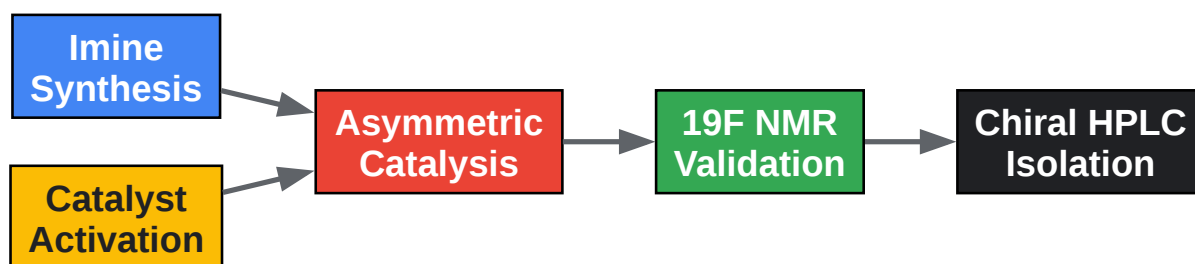 Imine
Synthesis
Catalyst
Activation
Asymmetric
Catalysis
19F NMR
Validation
Chiral HPLC
Isolation